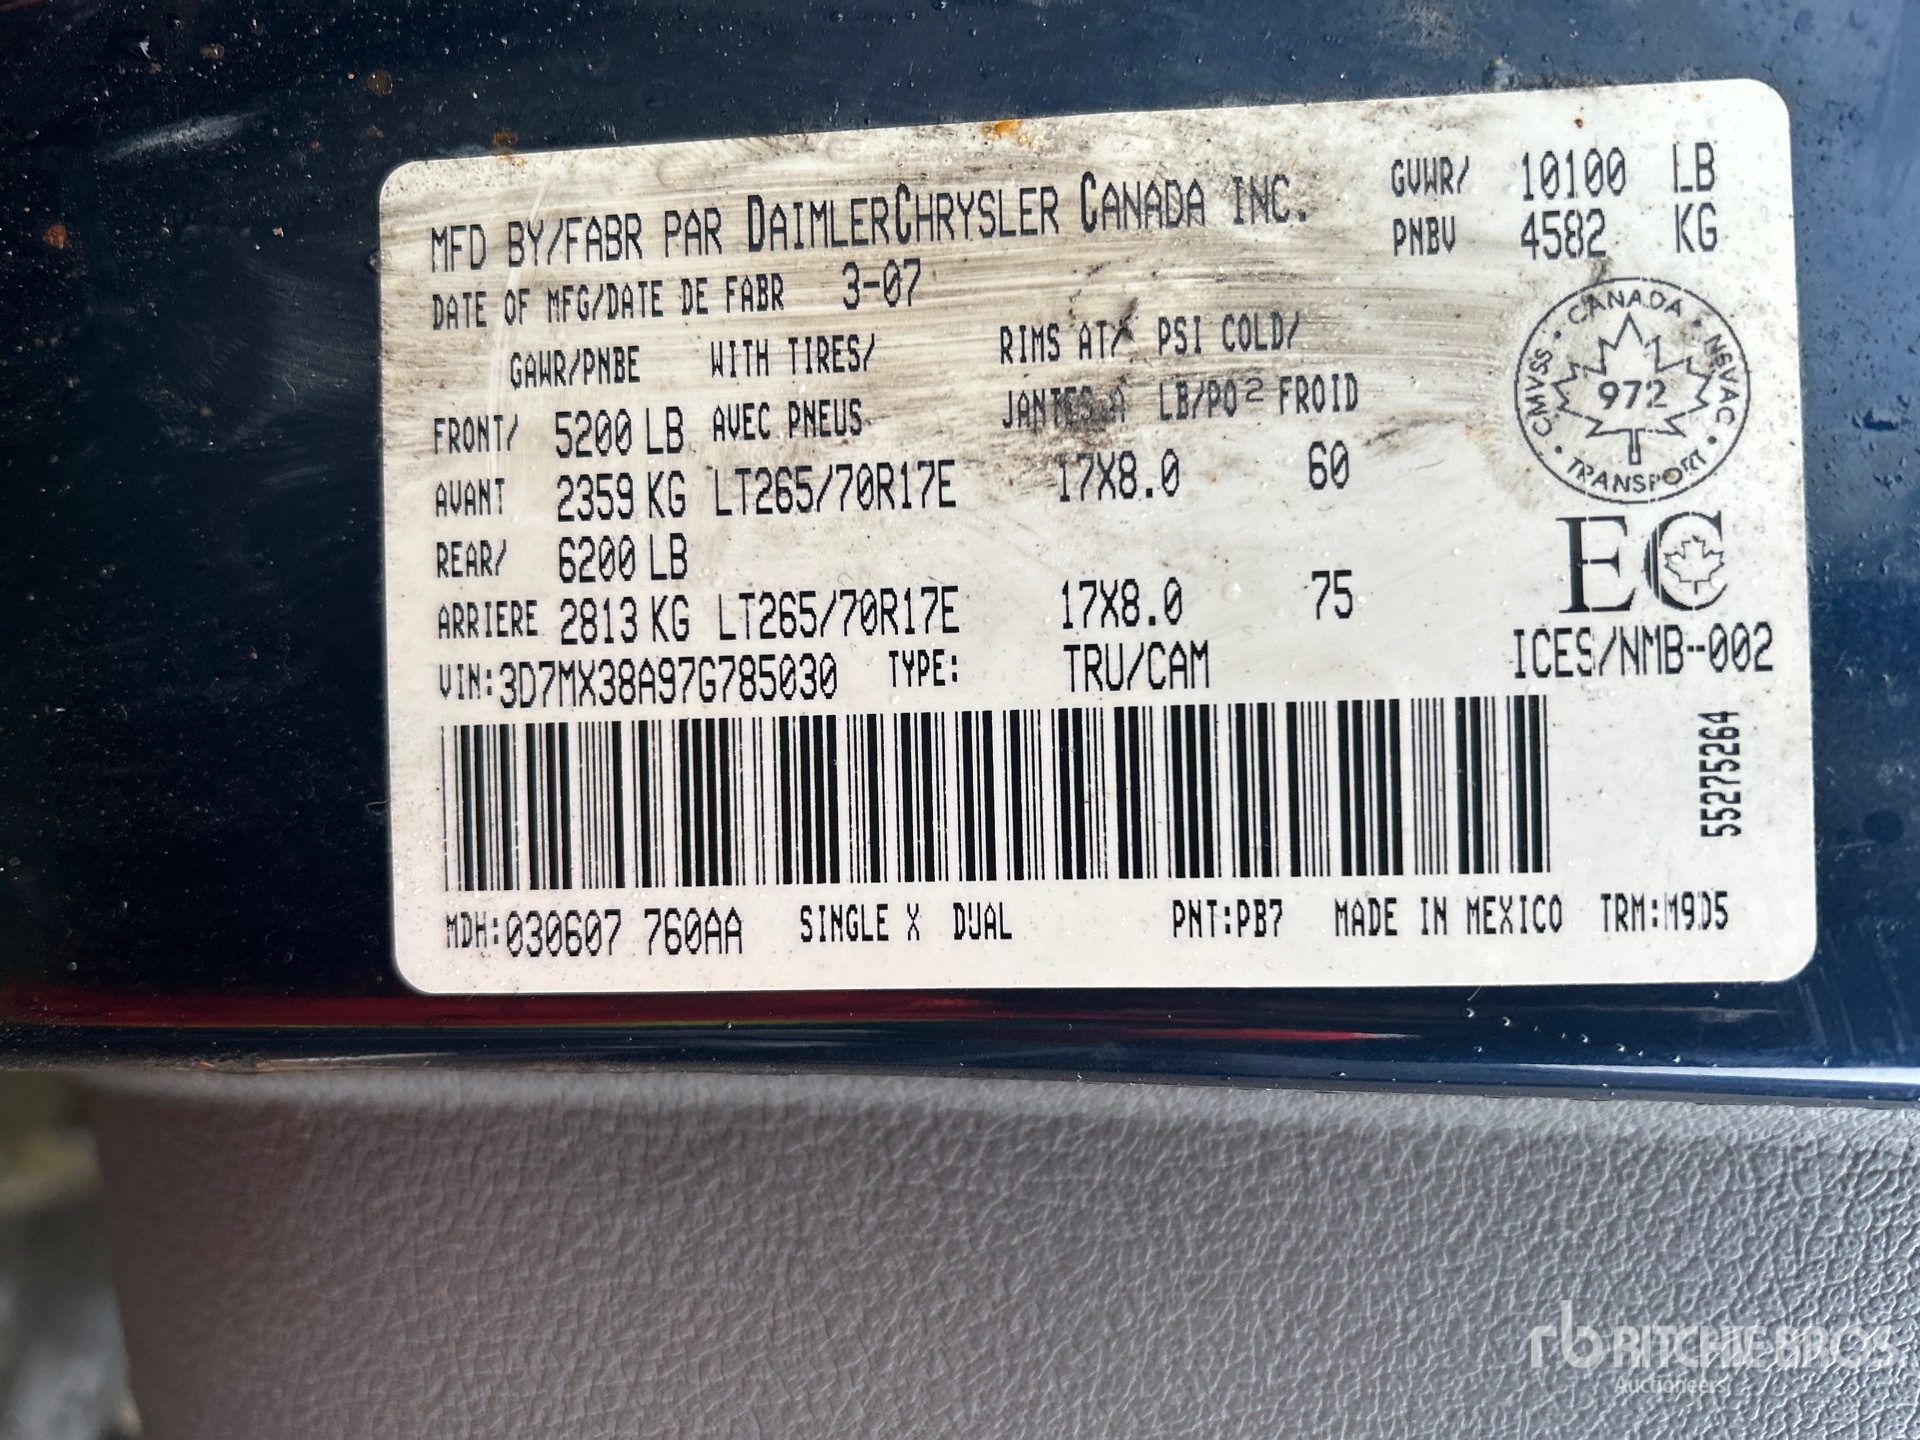 MFD BY/FABR PAR DAIMLERCHRYSLER CANADA INC.
GVWR/ 10100 LB
PNBV 4582 KG
DATE OF MFG/DATE DE FABR 3-07
GAWR/PNBE WITH TIRES/ RIMS AT/ PSI COLD/
FRONT/ 5200 LB AVEC PNEUS JANTES A LB/PO² FROID
AVANT 2359 KG LT265/70R17E 17X8.0 60
REAR/ 6200 LB
ARRIERE 2813 KG LT265/70R17E 17X8.0 75
VIN: 3D7MX38A97G785030 TYPE: TRU/CAM
CANADA · NSVAC · TRANSPORT · CMVSS ·
972
EC
ICES/NMB-002
55275264
MDH: 030607 760AA SINGLE X DUAL PNT:PB7 MADE IN MEXICO TRM:M9D5
rb RITCHIE BROS.
Auctioneers